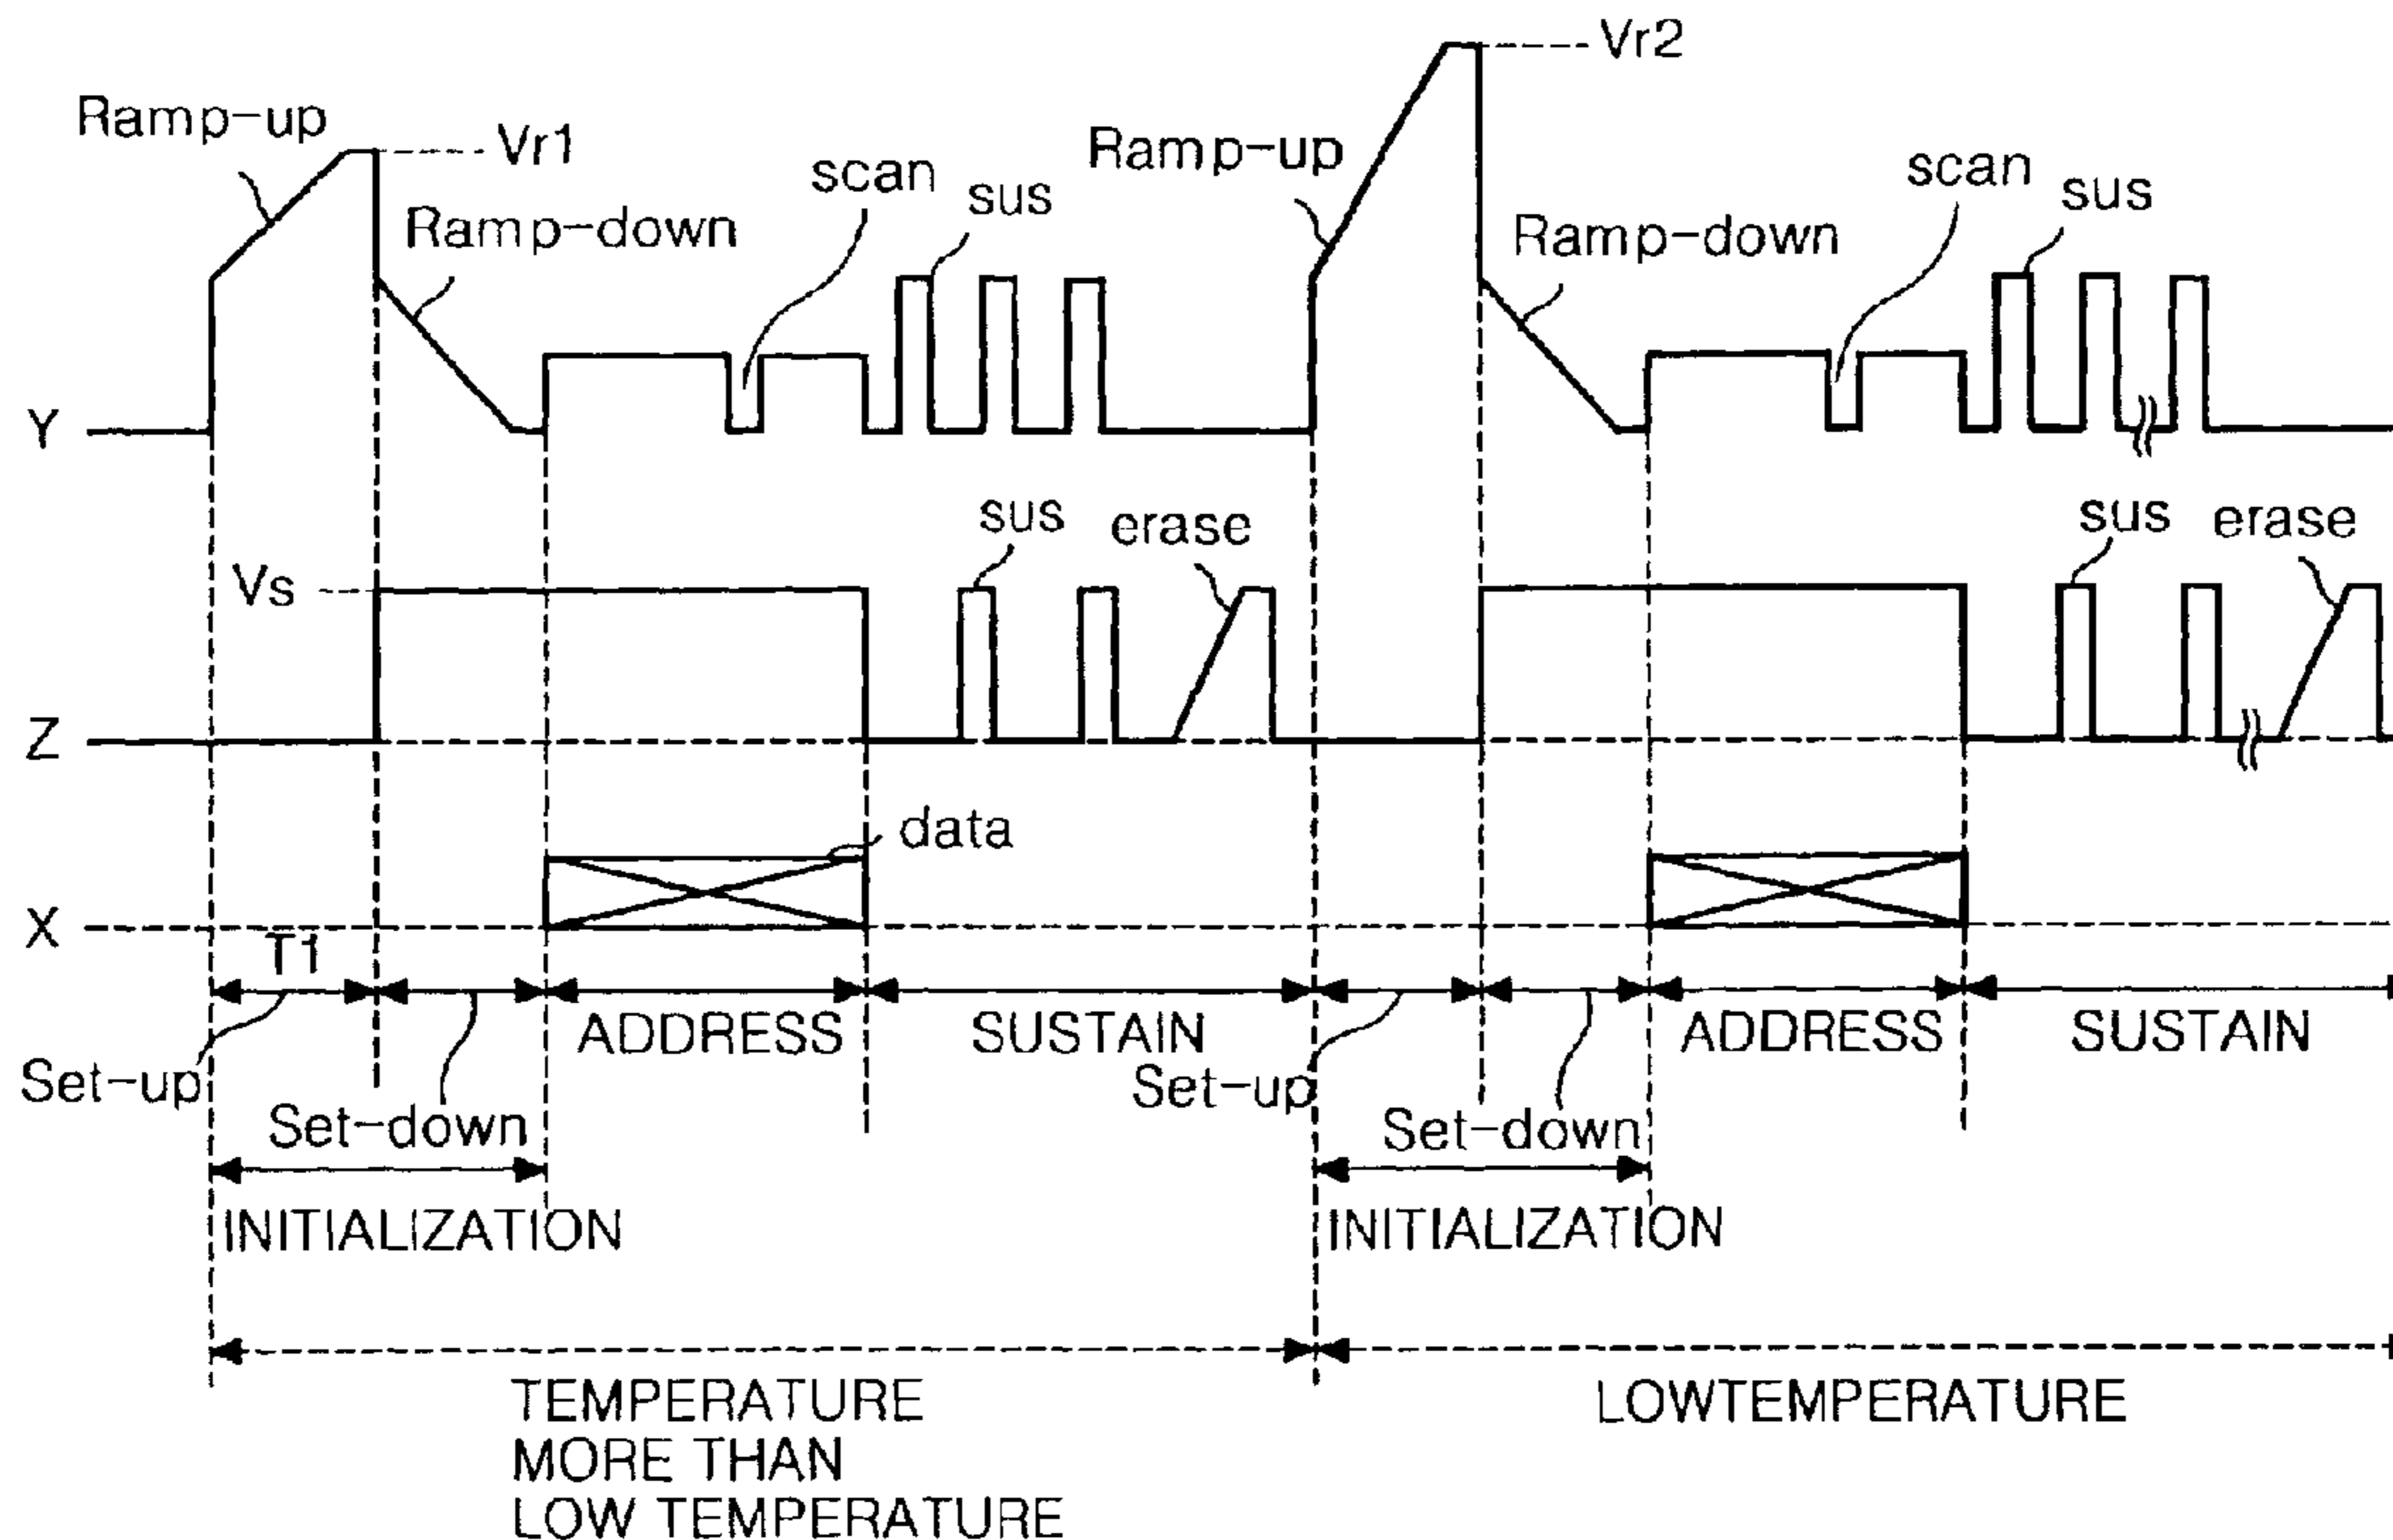 Vr2
Ramp-up
Vr1
Ramp-up
scan
scan
sus
sus
Ramp-down
Ramp-down
Y
sus
erase
sus
erase
Vs
Z
data
X
T1
ADDRESS
SUSTAIN
ADDRESS
SUSTAIN
Set-up
Set-up
Set-down
Set-down
INITIALIZATION
INITIALIZATION
TEMPERATURE
MORE THAN
LOW TEMPERATURE
LOWTEMPERATURE